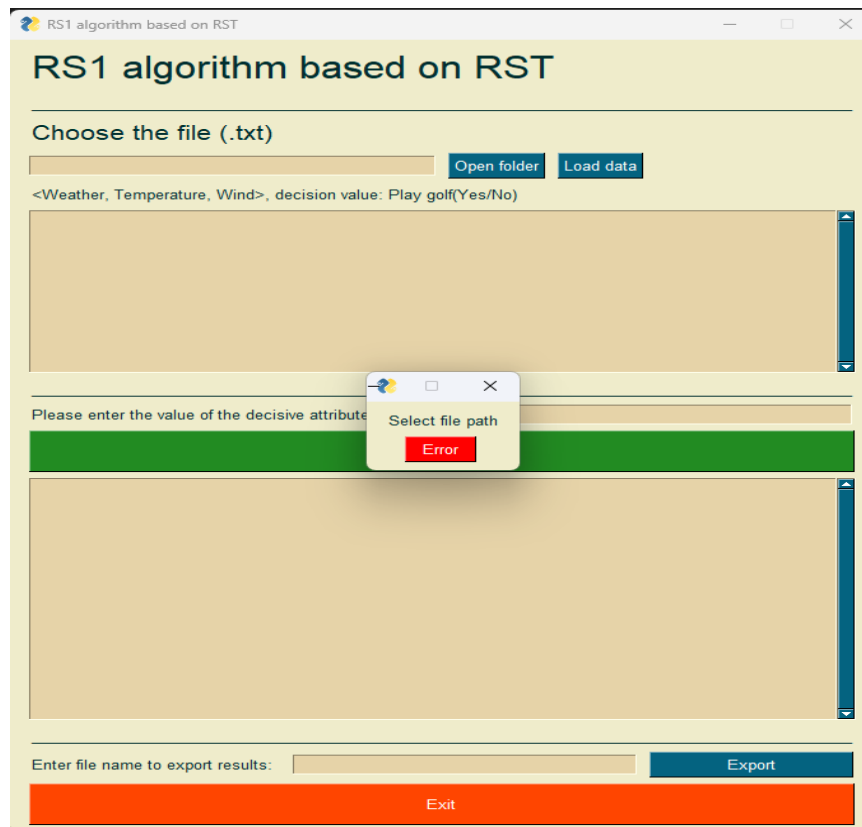 RS1 algorithm based on RST
RS1 algorithm based on RST
Choose the file (.txt)
Open folder Load data
<Weather, Temperature, Wind>, decision value: Play golf(Yes/No)
Please enter the value of the decisive attribute
Select file path
Error
Enter file name to export results: Export
Exit